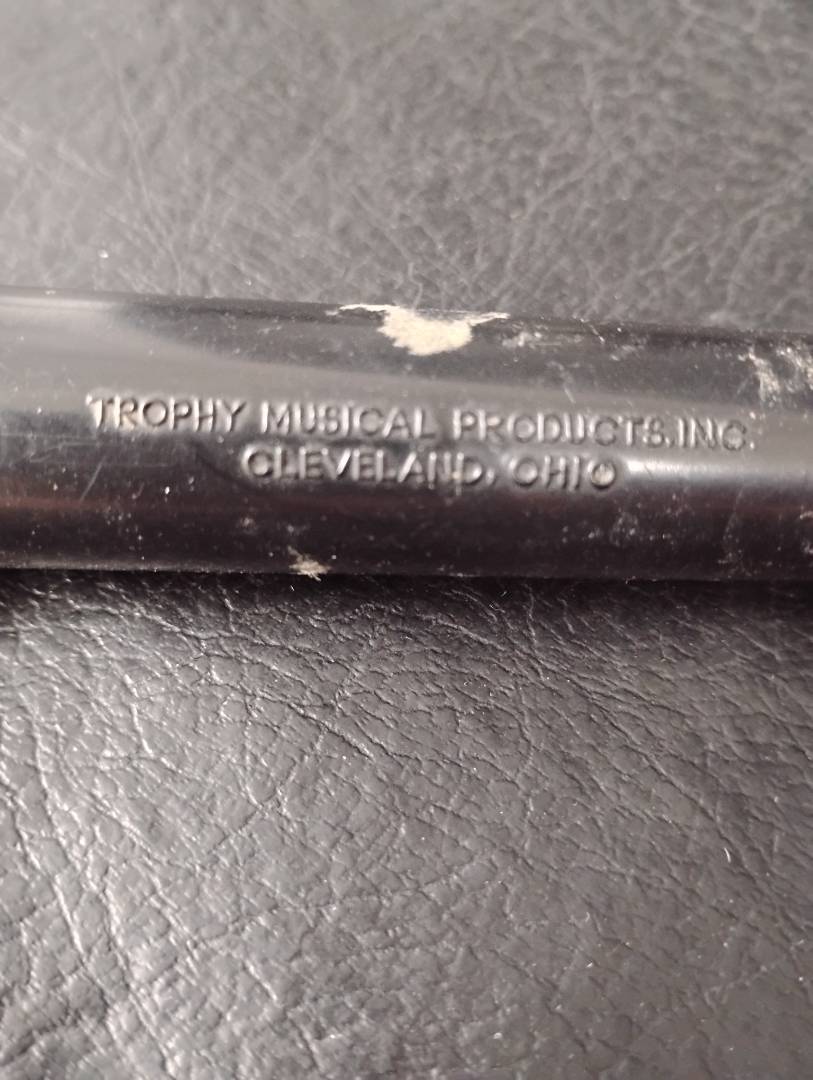 TROPHY MUSICAL PRODUCTS, INC.
CLEVELAND, OHIO